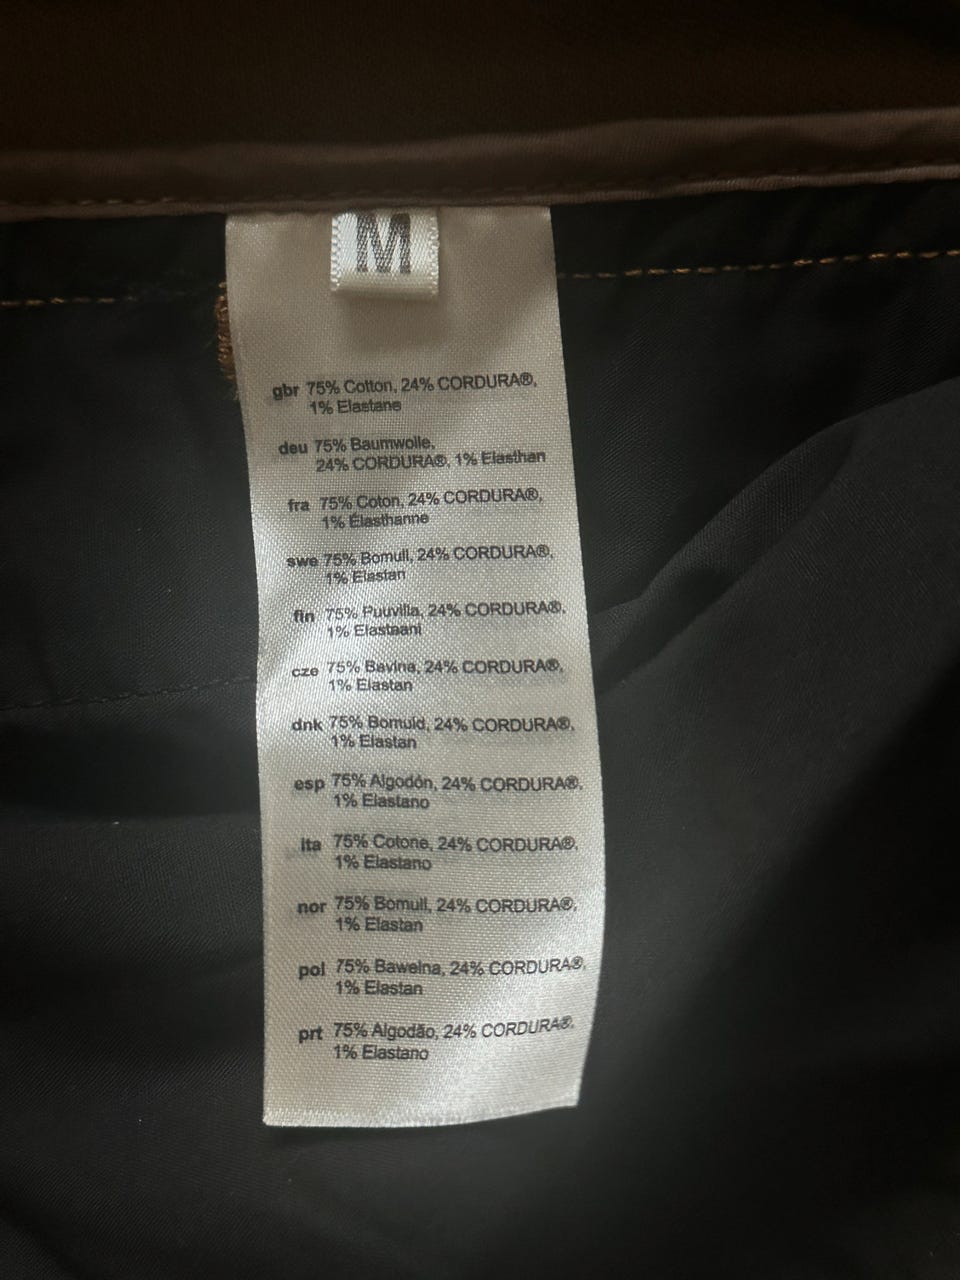 M
gbr 75% Cotton, 24% CORDURA®,
1% Elastane
deu 75% Baumwolle,
24% CORDURA®, 1% Elasthan
fra 75% Coton, 24% CORDURA®,
1% Élasthanne
swe 75% Bomull, 24% CORDURA®,
1% Elastan
fin 75% Puuvilla, 24% CORDURA®,
1% Elastaani
cze 75% Bavlna, 24% CORDURA®,
1% Elastan
dnk 75% Bomuld, 24% CORDURA®,
1% Elastan
esp 75% Algodón, 24% CORDURA®,
1% Elastano
ita 75% Cotone, 24% CORDURA®,
1% Elastano
nor 75% Bomull, 24% CORDURA®,
1% Elastan
pol 75% Bawełna, 24% CORDURA®,
1% Elastan
prt 75% Algodão, 24% CORDURA®,
1% Elastano